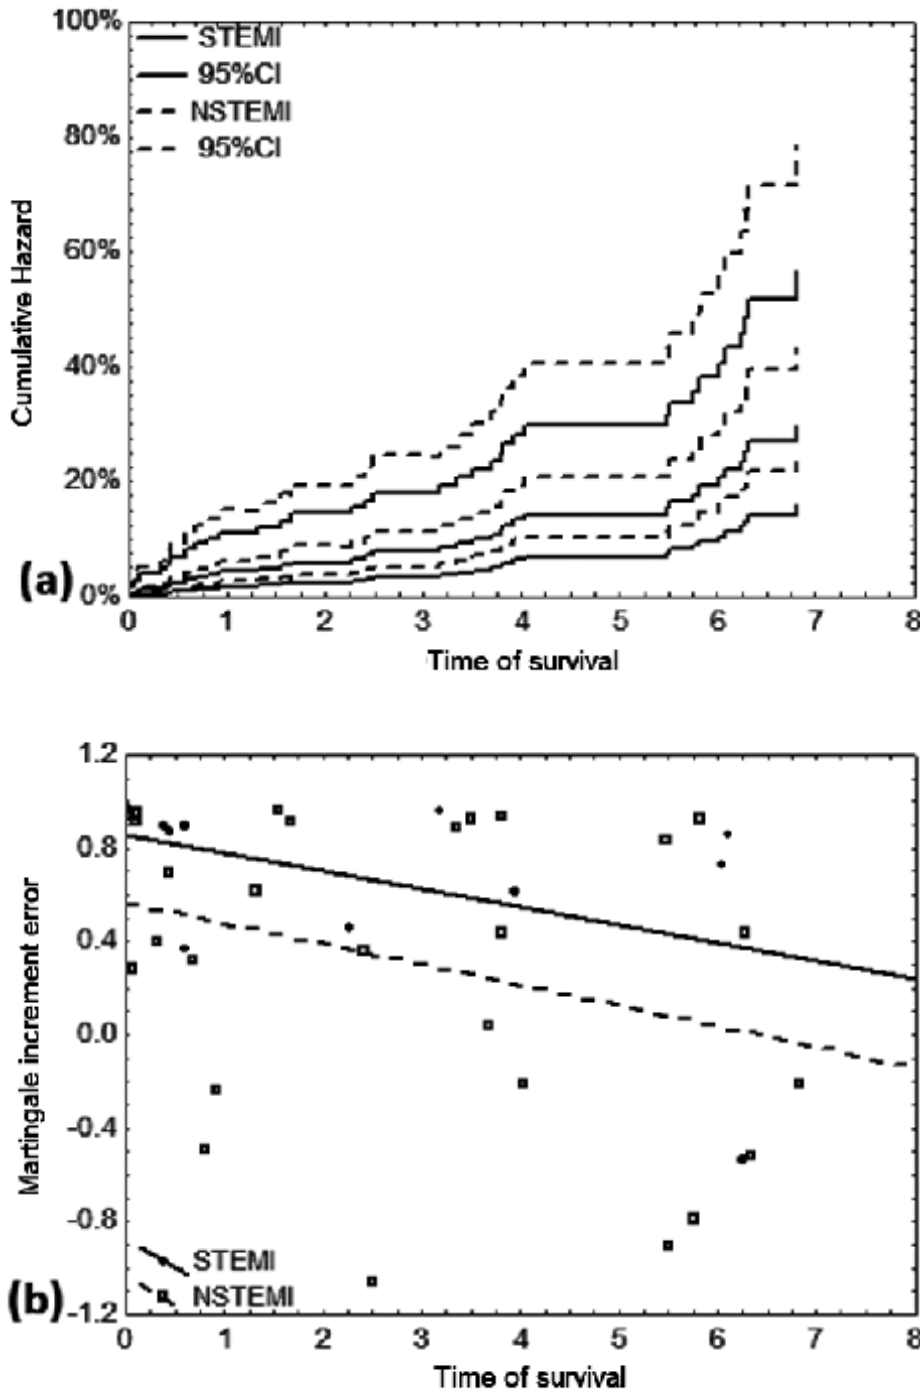 100%
80%
60%
40%
20%
0%
Cumulative Hazard
STEMI
95%CI
NSTEMI
95%CI
(a)
0 1 2 3 4 5 6 7 8
Time of survival
1.2
0.8
0.4
0.0
-0.4
-0.8
-1.2
Martingale increment error
STEMI
NSTEMI
(b)
0 1 2 3 4 5 6 7 8
Time of survival